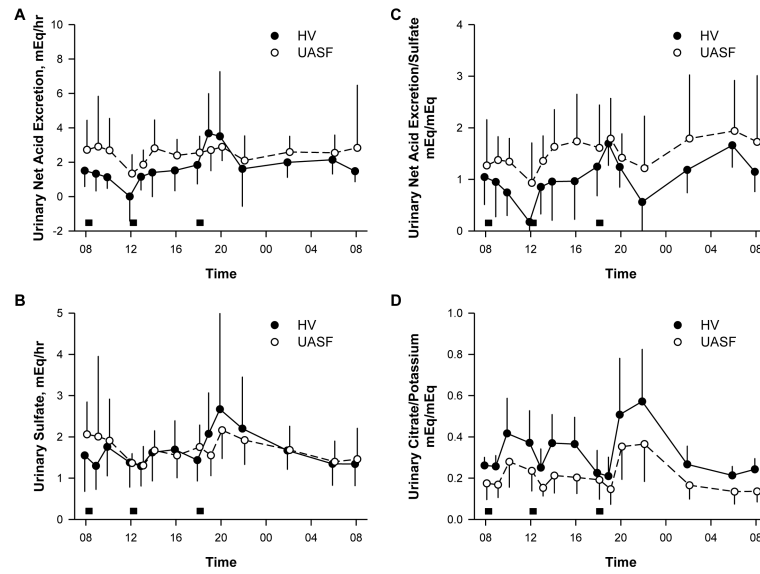 A
Urinary Net Acid Excretion, mEq/hr
10
8
6
4
2
0
-2
HV
UASF
08 12 16 20 00 04 08
Time
C
Urinary Net Acid Excretion/Sulfate
mEq/mEq
4
3
2
1
0
HV
UASF
08 12 16 20 00 04 08
Time
B
Urinary Sulfate, mEq/hr
5
4
3
2
1
0
HV
UASF
08 12 16 20 00 04 08
Time
D
Urinary Citrate/Potassium
mEq/mEq
1.0
0.8
0.6
0.4
0.2
0.0
HV
UASF
08 12 16 20 00 04 08
Time